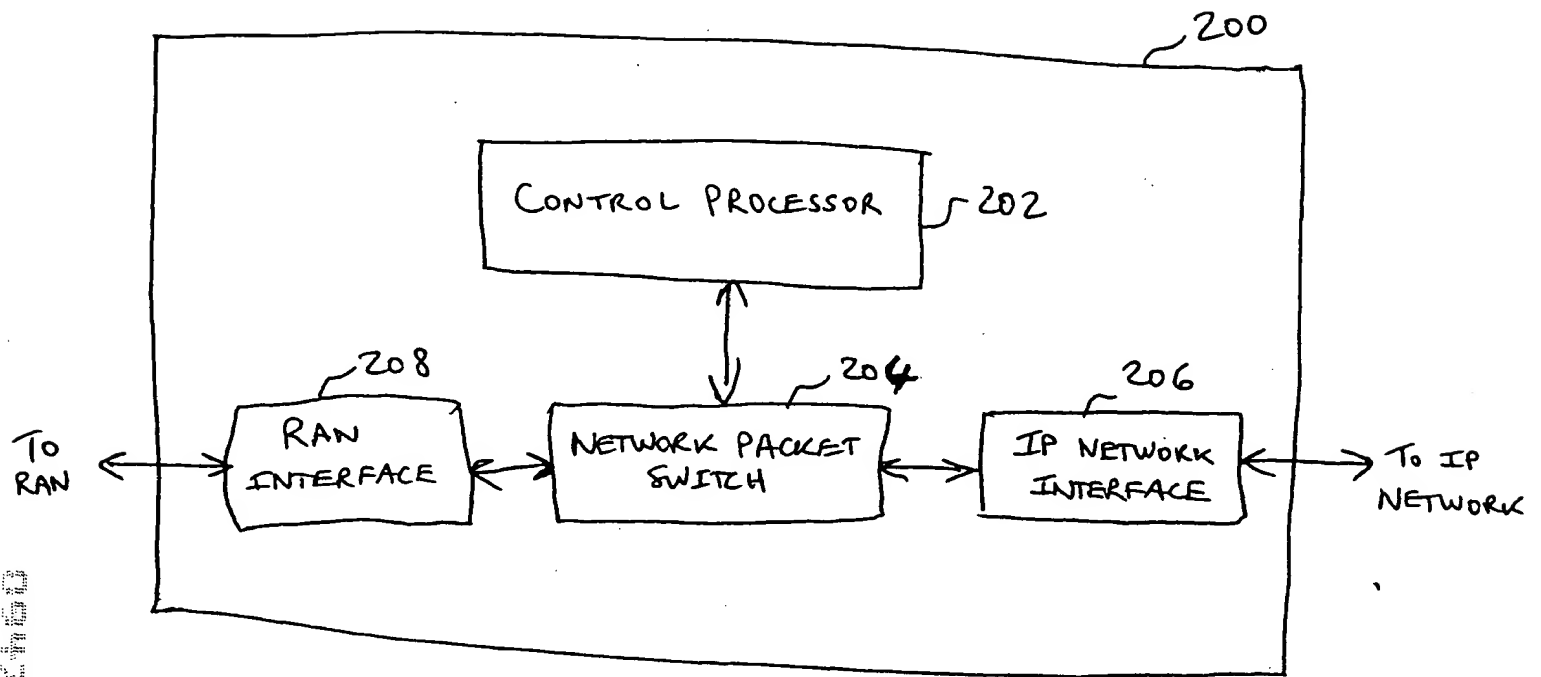 200
CONTROL PROCESSOR
202
208
204
206
TO
RAN
RAN
INTERFACE
NETWORK PACKET
SWITCH
IP NETWORK
INTERFACE
TO IP
NETWORK